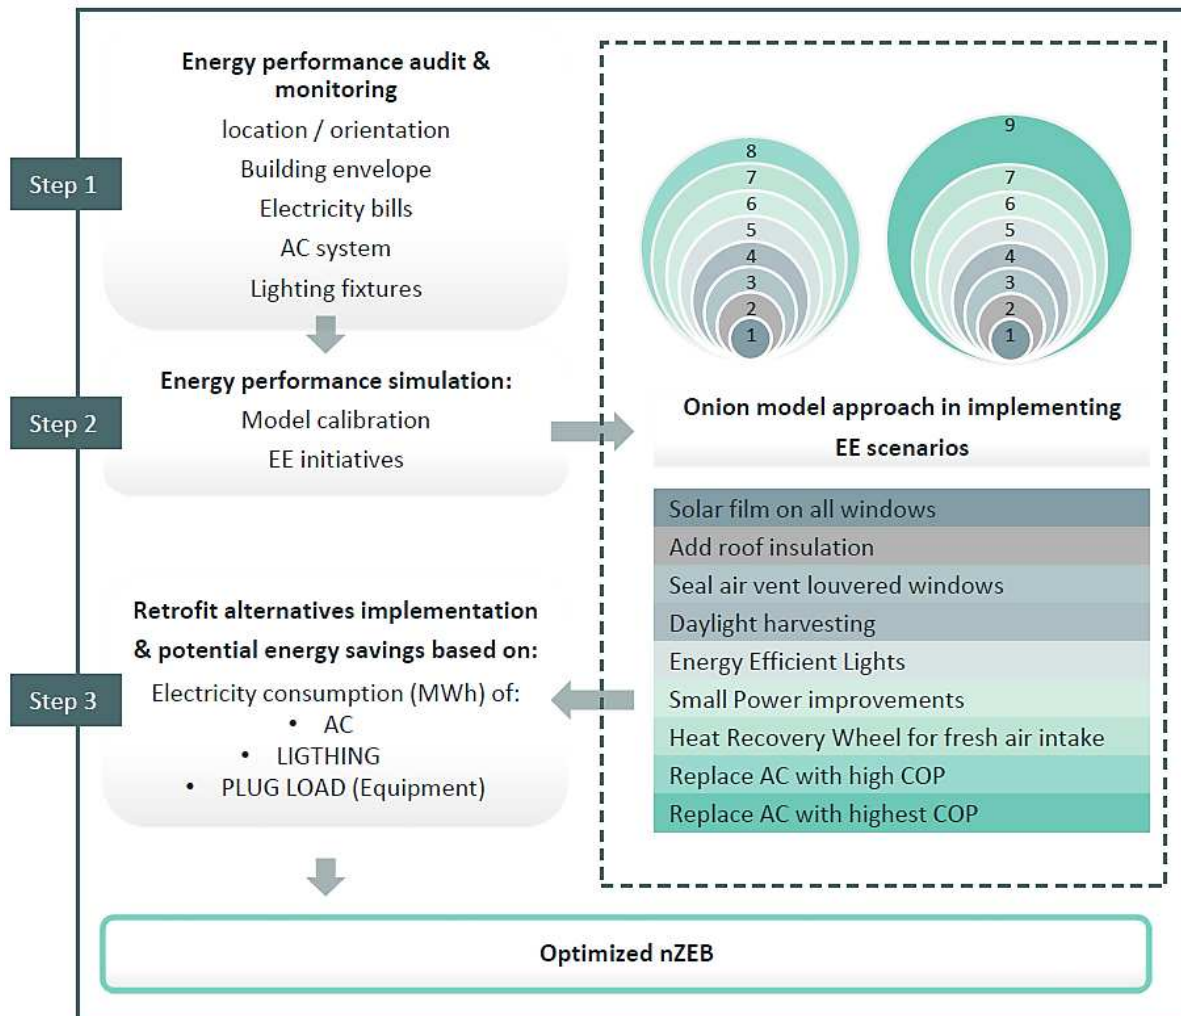 Step 1
Energy performance audit &
monitoring
location / orientation
Building envelope
Electricity bills
AC system
Lighting fixtures
Step 2
Energy performance simulation:
Model calibration
EE initiatives
8
7
6
5
4
3
2
1
9
7
6
5
4
3
2
1
Onion model approach in implementing
EE scenarios
Solar film on all windows
Add roof insulation
Seal air vent louvered windows
Daylight harvesting
Energy Efficient Lights
Small Power improvements
Heat Recovery Wheel for fresh air intake
Replace AC with high COP
Replace AC with highest COP
Step 3
Retrofit alternatives implementation
& potential energy savings based on:
Electricity consumption (MWh) of:
• AC
• LIGTHING
• PLUG LOAD (Equipment)
Optimized nZEB